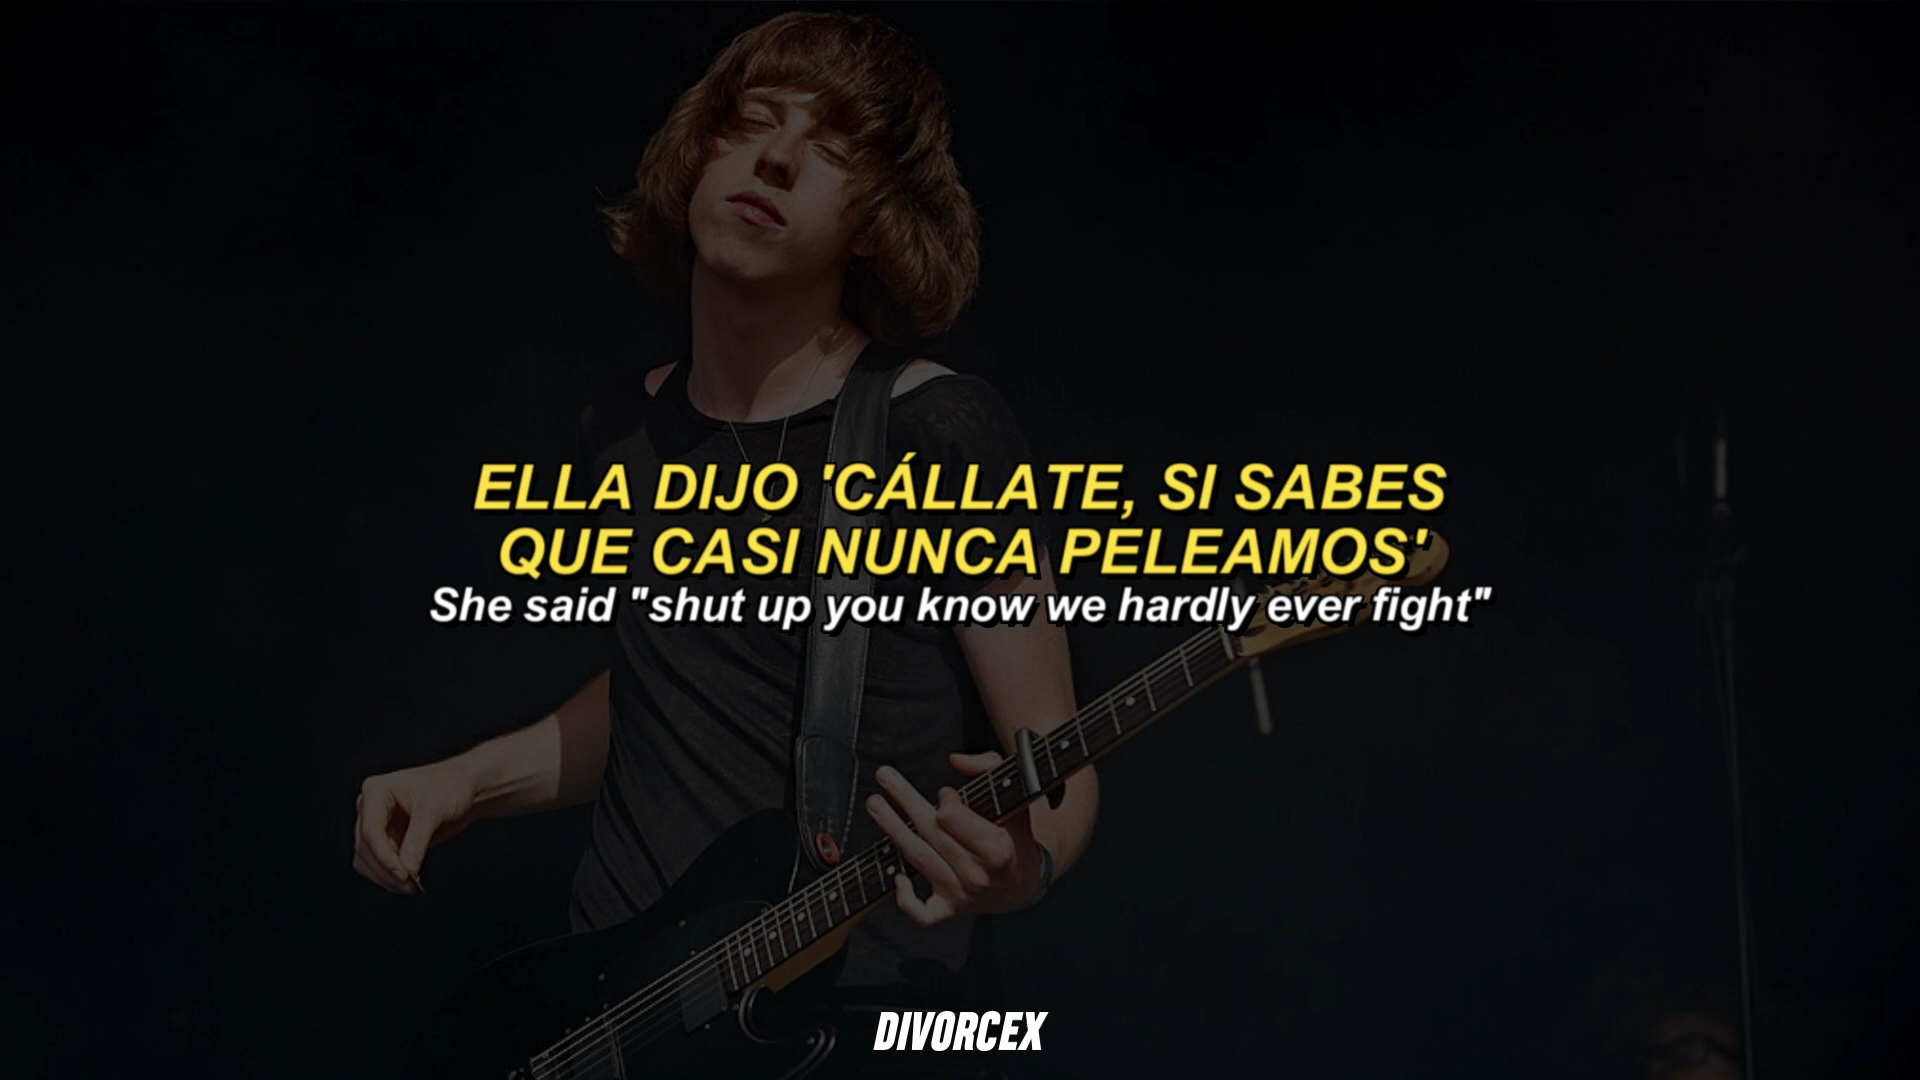 ELLA DIJO 'CÁLLATE, SI SABES
QUE CASI NUNCA PELEAMOS'
She said "shut up you know we hardly ever fight"
DIVORCEX